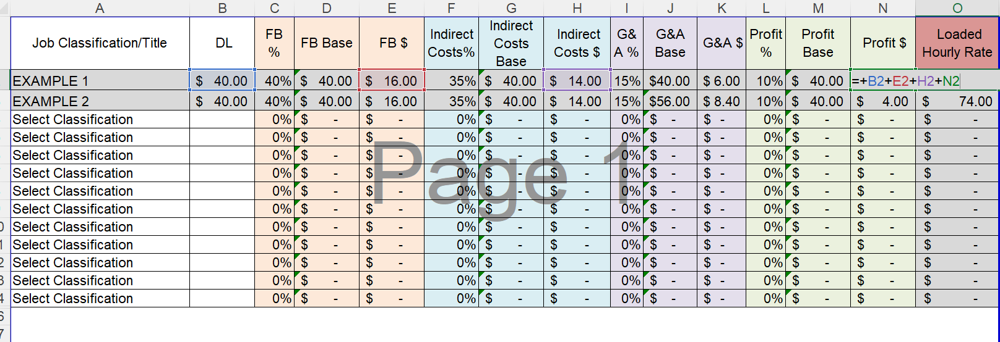 A B C D E F G H I J K L M N O
Job Classification/Title DL FB % FB Base FB $ Indirect Costs% Indirect Costs Base Indirect Costs $ G& A % G&A Base G&A $ Profit % Profit Base Profit $ Loaded Hourly Rate
EXAMPLE 1 $ 40.00 40% $ 40.00 $ 16.00 35% $ 40.00 $ 14.00 15% $40.00 $ 6.00 10% $ 40.00 =+B2+E2+H2+N2
EXAMPLE 2 $ 40.00 40% $ 40.00 $ 16.00 35% $ 40.00 $ 14.00 15% $56.00 $ 8.40 10% $ 40.00 $ 4.00 $ 74.00
Select Classification 0% $ - $ - 0% $ - $ - 0% $ - $ - 0% $ - $ - $ -
Select Classification 0% $ - $ - 0% $ - $ - 0% $ - $ - 0% $ - $ - $ -
Select Classification 0% $ - $ - 0% $ - $ - 0% $ - $ - 0% $ - $ - $ -
Select Classification 0% $ - $ - 0% $ - $ - 0% $ - $ - 0% $ - $ - $ -
Page 1
Select Classification 0% $ - $ - 0% $ - $ - 0% $ - $ - 0% $ - $ - $ -
Select Classification 0% $ - $ - 0% $ - $ - 0% $ - $ - 0% $ - $ - $ -
Select Classification 0% $ - $ - 0% $ - $ - 0% $ - $ - 0% $ - $ - $ -
Select Classification 0% $ - $ - 0% $ - $ - 0% $ - $ - 0% $ - $ - $ -
Select Classification 0% $ - $ - 0% $ - $ - 0% $ - $ - 0% $ - $ - $ -
Select Classification 0% $ - $ - 0% $ - $ - 0% $ - $ - 0% $ - $ - $ -
Select Classification 0% $ - $ - 0% $ - $ - 0% $ - $ - 0% $ - $ - $ -